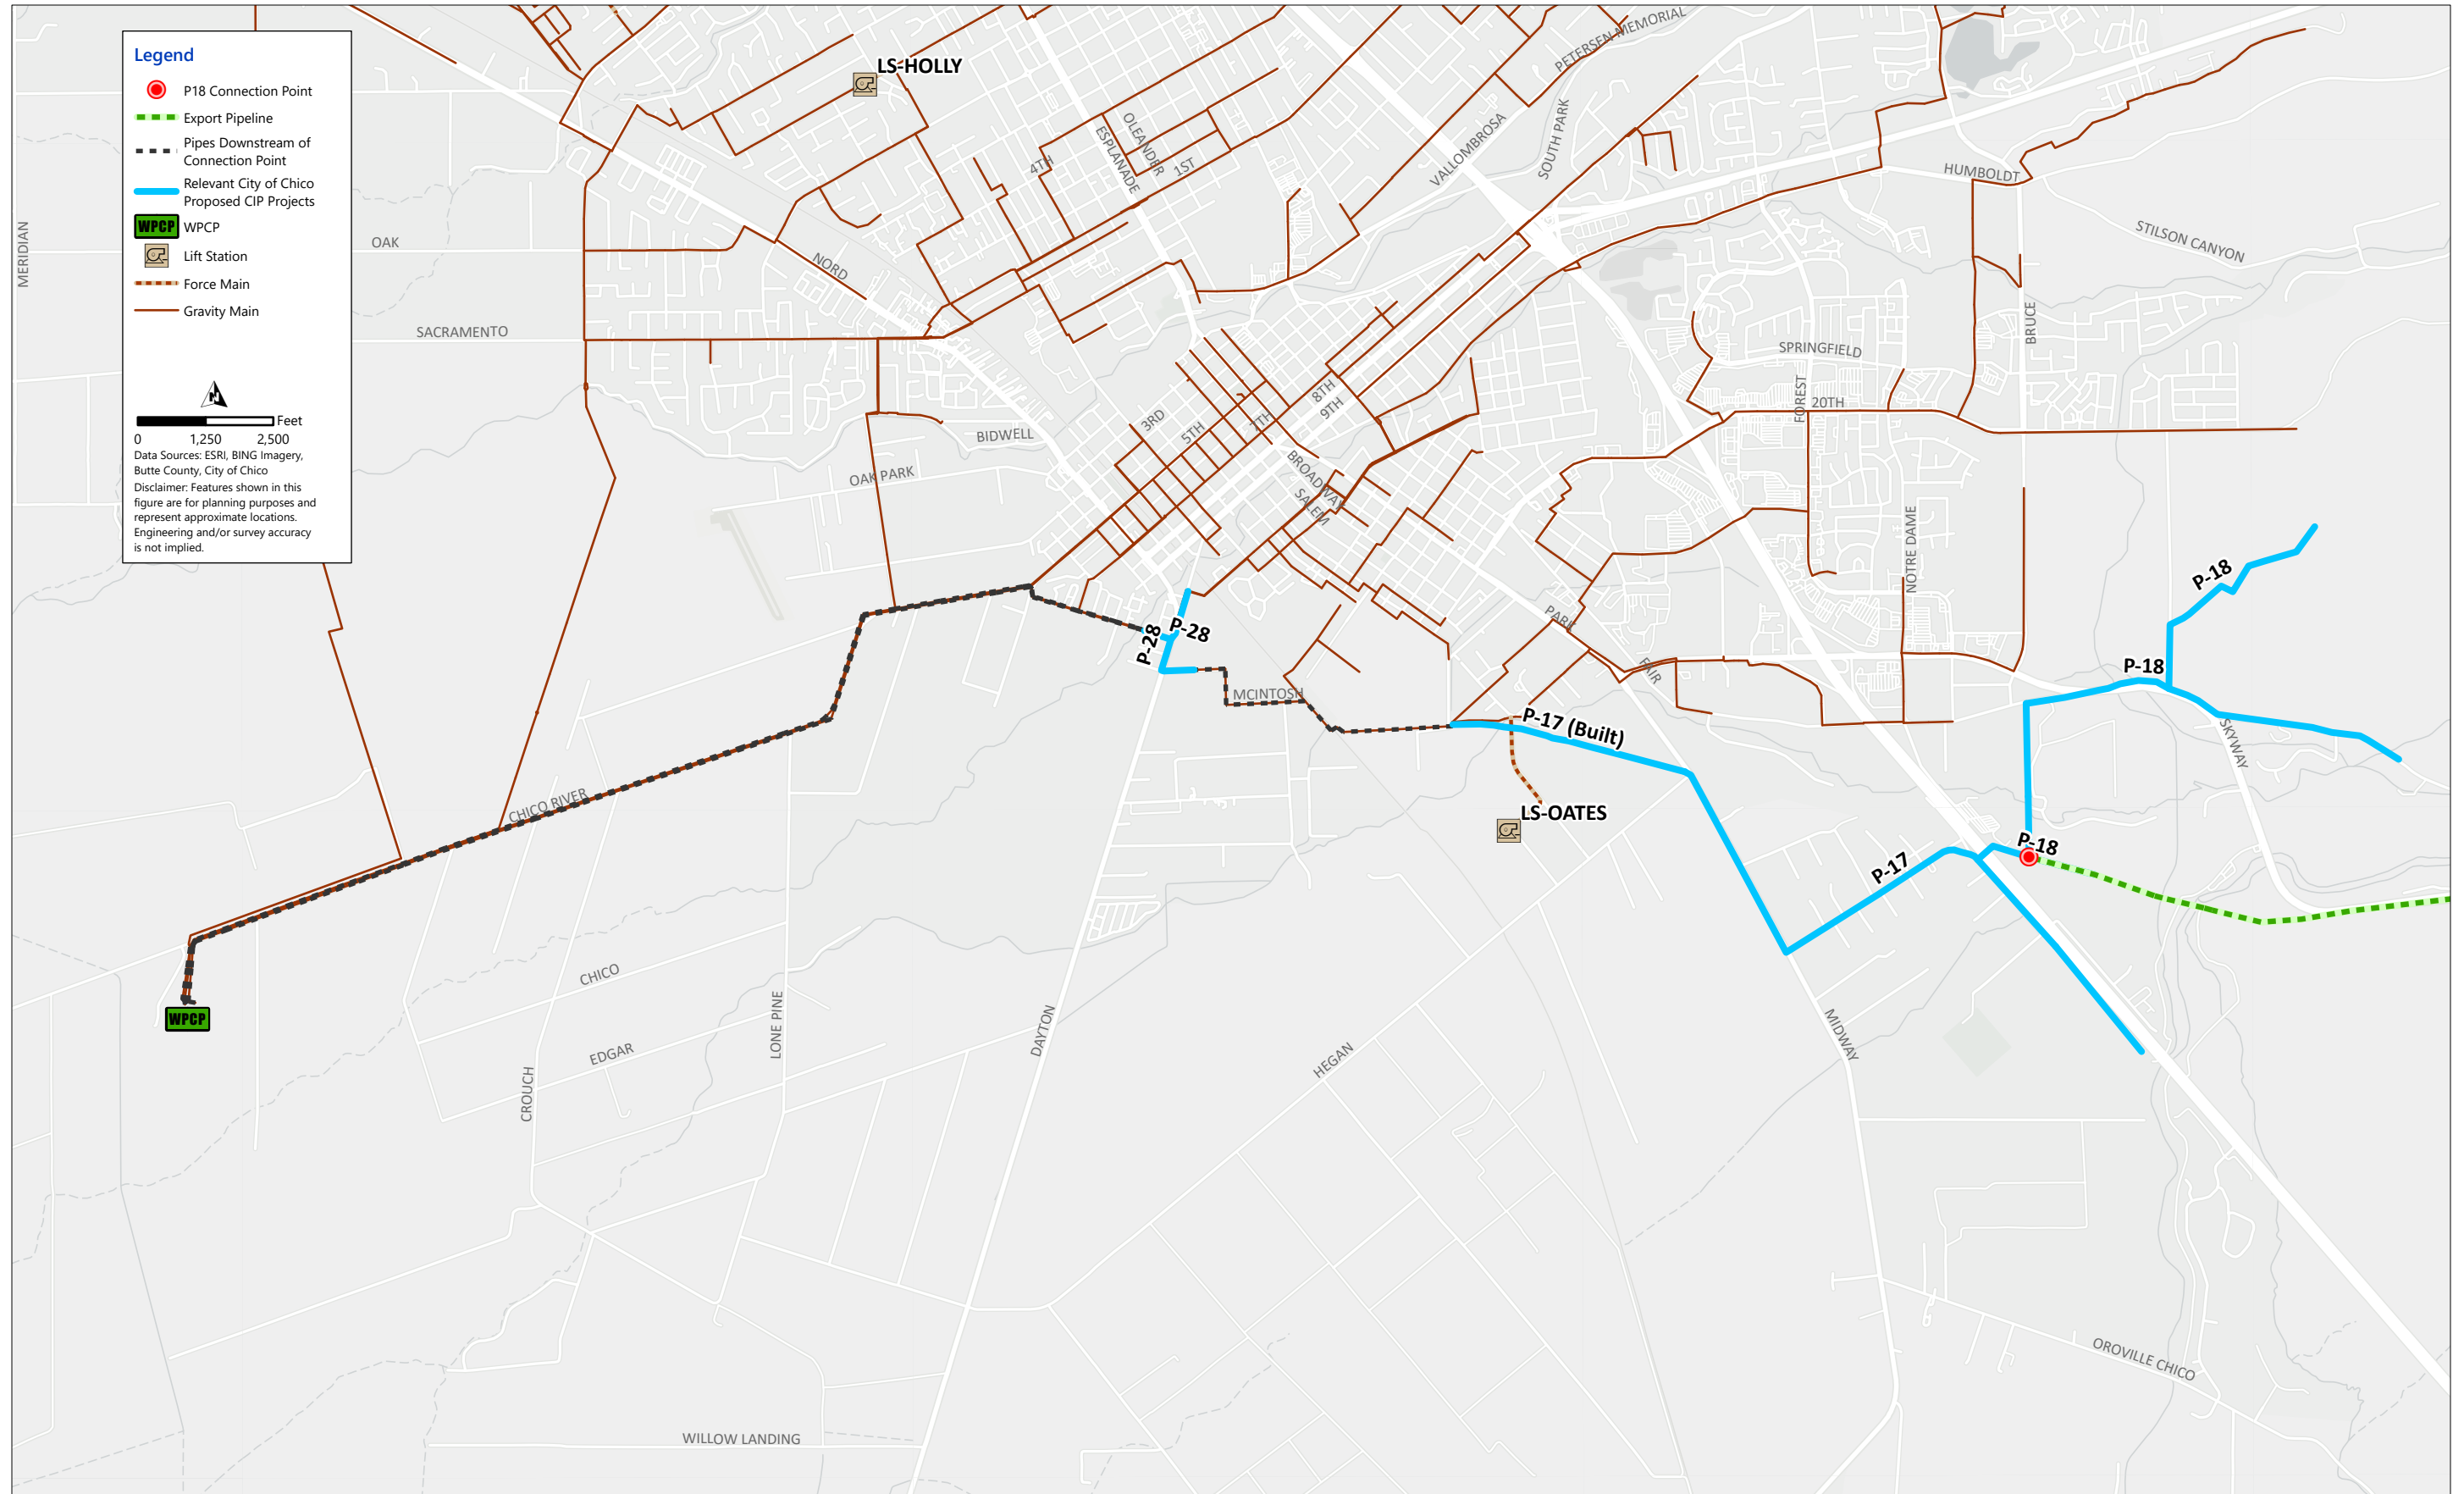 Legend
P18 Connection Point
Export Pipeline
Pipes Downstream of
Connection Point
Relevant City of Chico
Proposed CIP Projects
WPCP WPCP
Lift Station
Force Main
Gravity Main
N
Feet
0 1,250 2,500
Data Sources: ESRI, BING Imagery,
Butte County, City of Chico
Disclaimer: Features shown in this
figure are for planning purposes and
represent approximate locations.
Engineering and/or survey accuracy
is not implied.
LS-HOLLY
PETERSEN MEMORIAL
OLEANDER
ESPLANADE
4TH
1ST
VALLOMBROSA
SOUTH PARK
HUMBOLDT
STILSON CANYON
MERIDIAN
OAK
NORD
SACRAMENTO
BRUCE
SPRINGFIELD
FOREST
20TH
8TH
9TH
3RD
5TH
7TH
BIDWELL
OAK PARK
BROADWAY
SALEM
NOTRE DAME
P-18
PARK
P-28
P-28
FAIR
P-18
MCINTOSH
P-17 (Built)
SKYWAY
CHICO RIVER
LS-OATES
P-18
P-17
CHICO
WPCP
LONE PINE
EDGAR
CROUCH
DAYTON
HEGAN
MIDWAY
OROVILLE CHICO
WILLOW LANDING